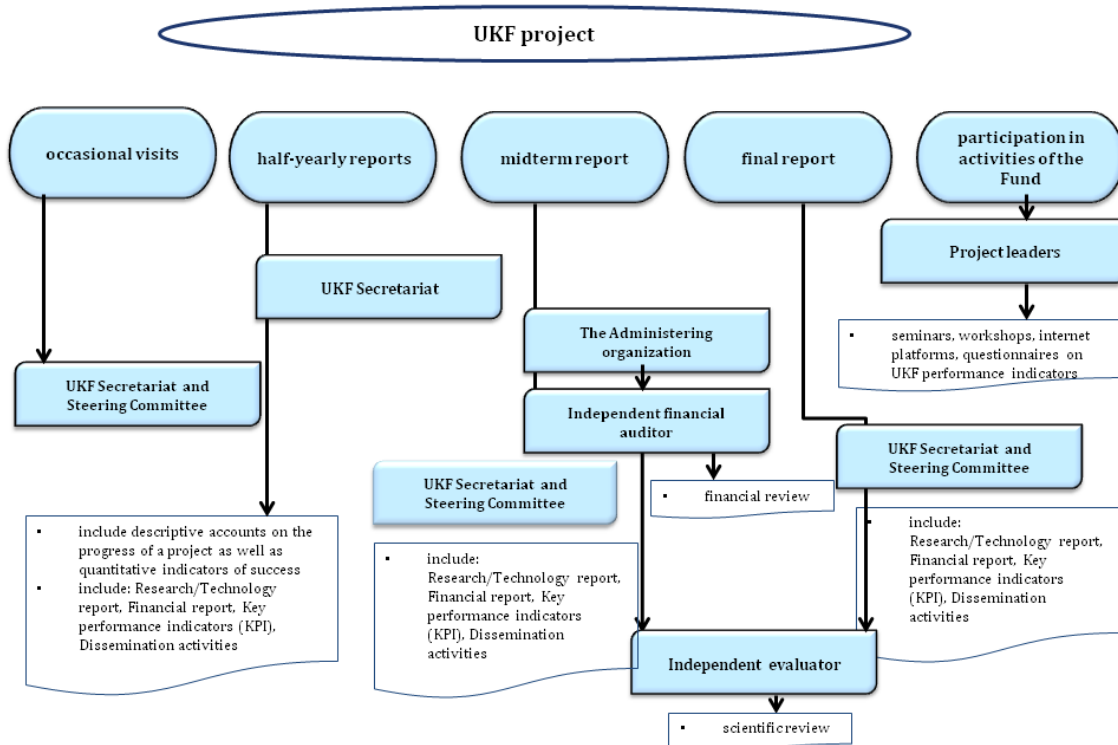 UKF project
occasional visits
half-yearly reports
midterm report
final report
participation in
activities of the
Fund
Project leaders
▪ seminars, workshops, internet
platforms, questionnaires on
UKF performance indicators
UKF Secretariat
The Administering
organization
UKF Secretariat and
Steering Committee
Independent financial
auditor
UKF Secretariat and
Steering Committee
UKF Secretariat and
Steering Committee
▪ financial review
▪ include descriptive accounts on the
progress of a project as well as
quantitative indicators of success
▪ include: Research/Technology
report, Financial report, Key
performance indicators (KPI),
Dissemination activities
▪ include:
Research/Technology report,
Financial report, Key
performance indicators
(KPI), Dissemination
activities
▪ include:
Research/Technology
report, Financial
report, Key
performance indicators
(KPI), Dissemination
activities
Independent evaluator
▪ scientific review